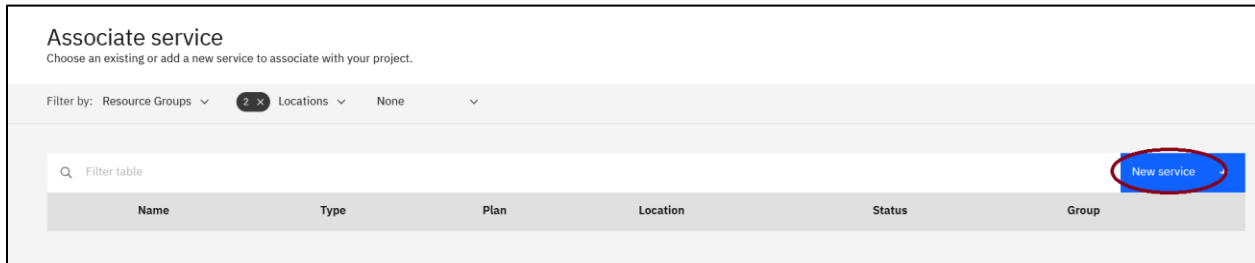 Associate service
Choose an existing or add a new service to associate with your project.
Filter by: Resource Groups 2 × Locations None
Filter table New service +
Name Type Plan Location Status Group